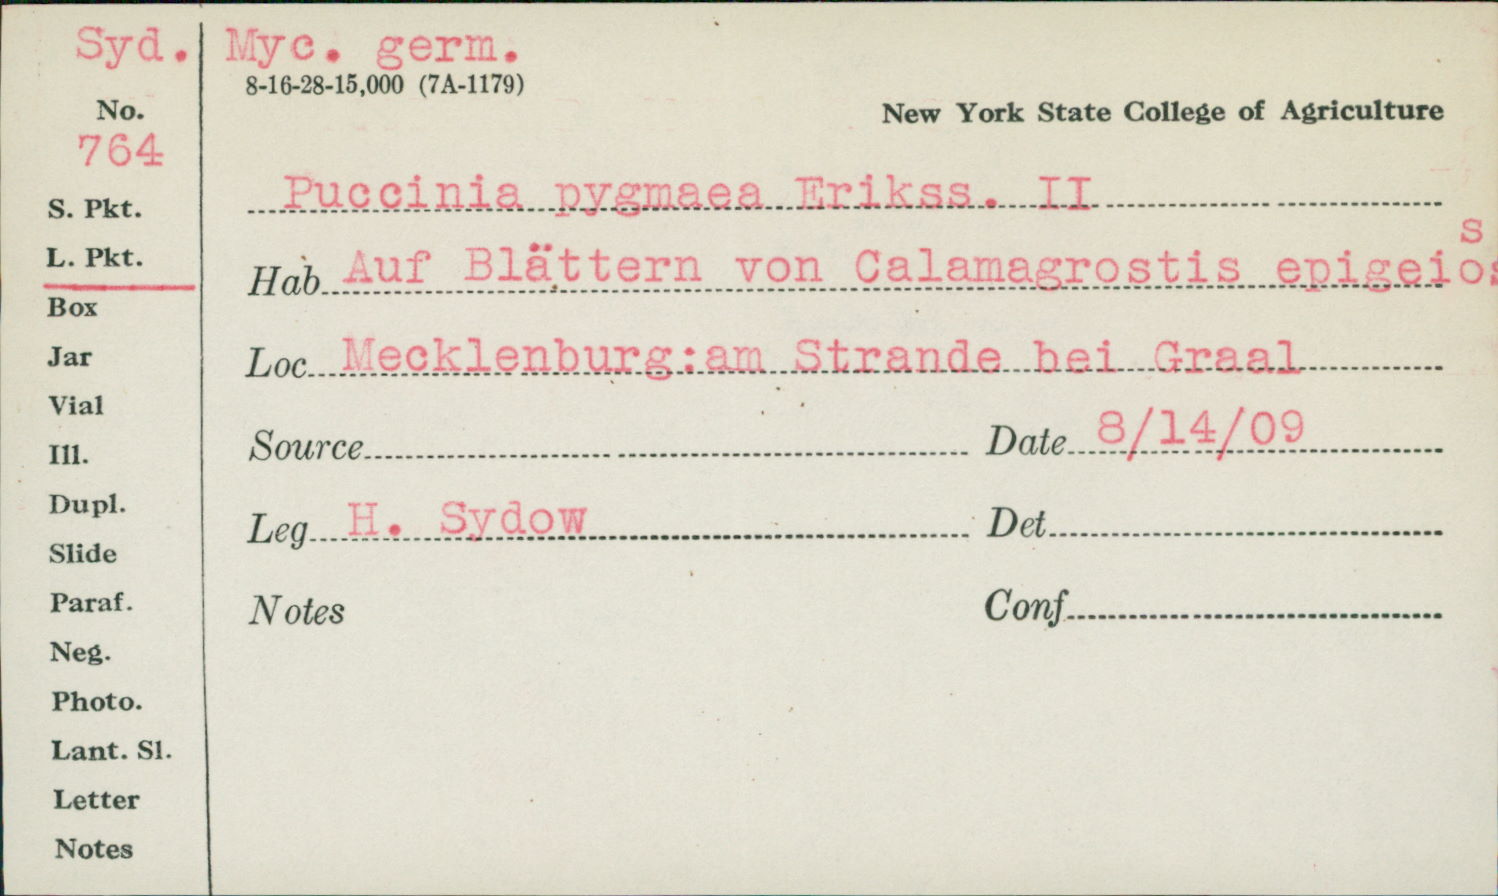 Syd. Myc. germ.
8-16-28-15,000 (7A-1179)
New York State College of Agriculture
No.
764
S. Pkt.
L. Pkt.
Box
Jar
Vial
Ill.
Dupl.
Slide
Paraf.
Neg.
Photo.
Lant. Sl.
Letter
Notes
Puccinia pygmaea Erikss. II
s
Hab. Auf Blättern von Calamagrostis epigeios
Loc. Mecklenburg:am Strande bei Graal
Source
Date 8/14/09
Leg. H. Sydow
Det.
Notes
Conf.